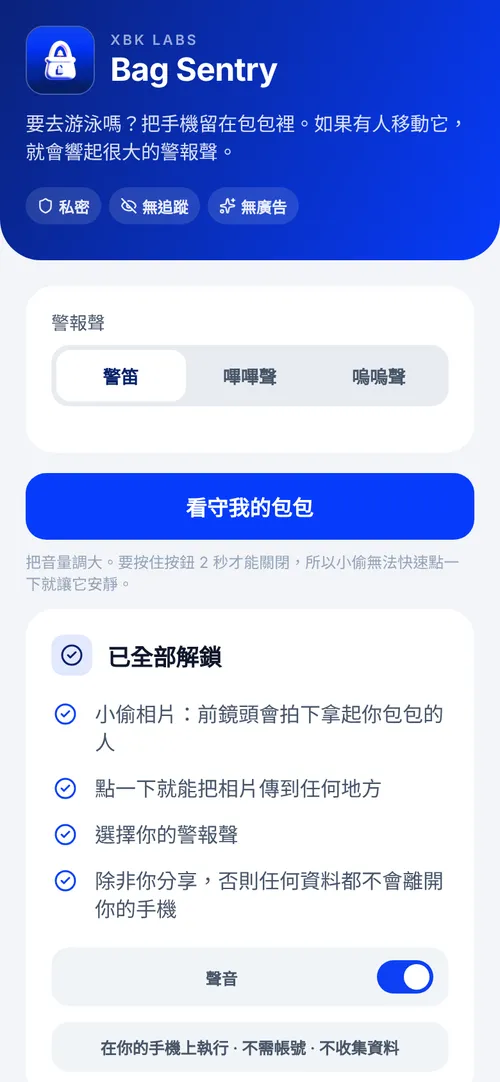 XBK LABS
Bag Sentry
要去游泳嗎？把手機留在包包裡。如果有人移動它，
就會響起很大的警報聲。
私密
無追蹤
無廣告
警報聲
警笛
嗶嗶聲
嗚嗚聲
看守我的包包
把音量調大。要按住按鈕 2 秒才能關閉，所以小偷無法快速點一
下就讓它安靜。
已全部解鎖
小偷相片：前鏡頭會拍下拿起你包包的
人
點一下就能把相片傳到任何地方
選擇你的警報聲
除非你分享，否則任何資料都不會離開
你的手機
聲音
在你的手機上執行 · 不需帳號 · 不收集資料